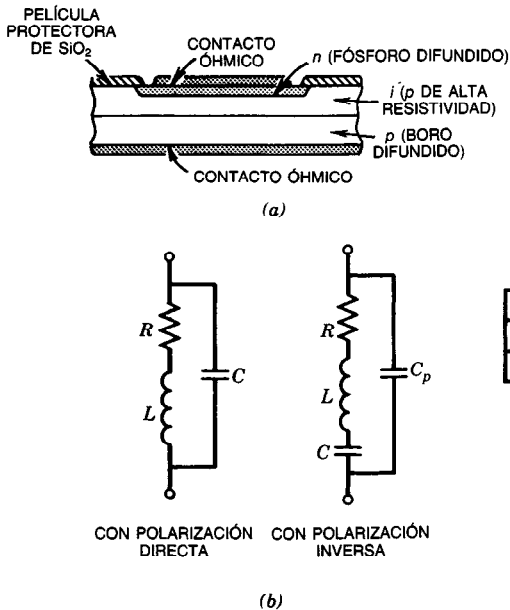 PELÍCULA
PROTECTORA
DE SiO₂
CONTACTO
ÓHMICO
n (FÓSFORO DIFUNDIDO)
i´(p DE ALTA
RESISTIVIDAD)
p (BORO
DIFUNDIDO)
CONTACTO ÓHMICO
(a)
R
L
C
R
L
C
Cₚ
CON POLARIZACIÓN
DIRECTA
CON POLARIZACIÓN
INVERSA
(b)